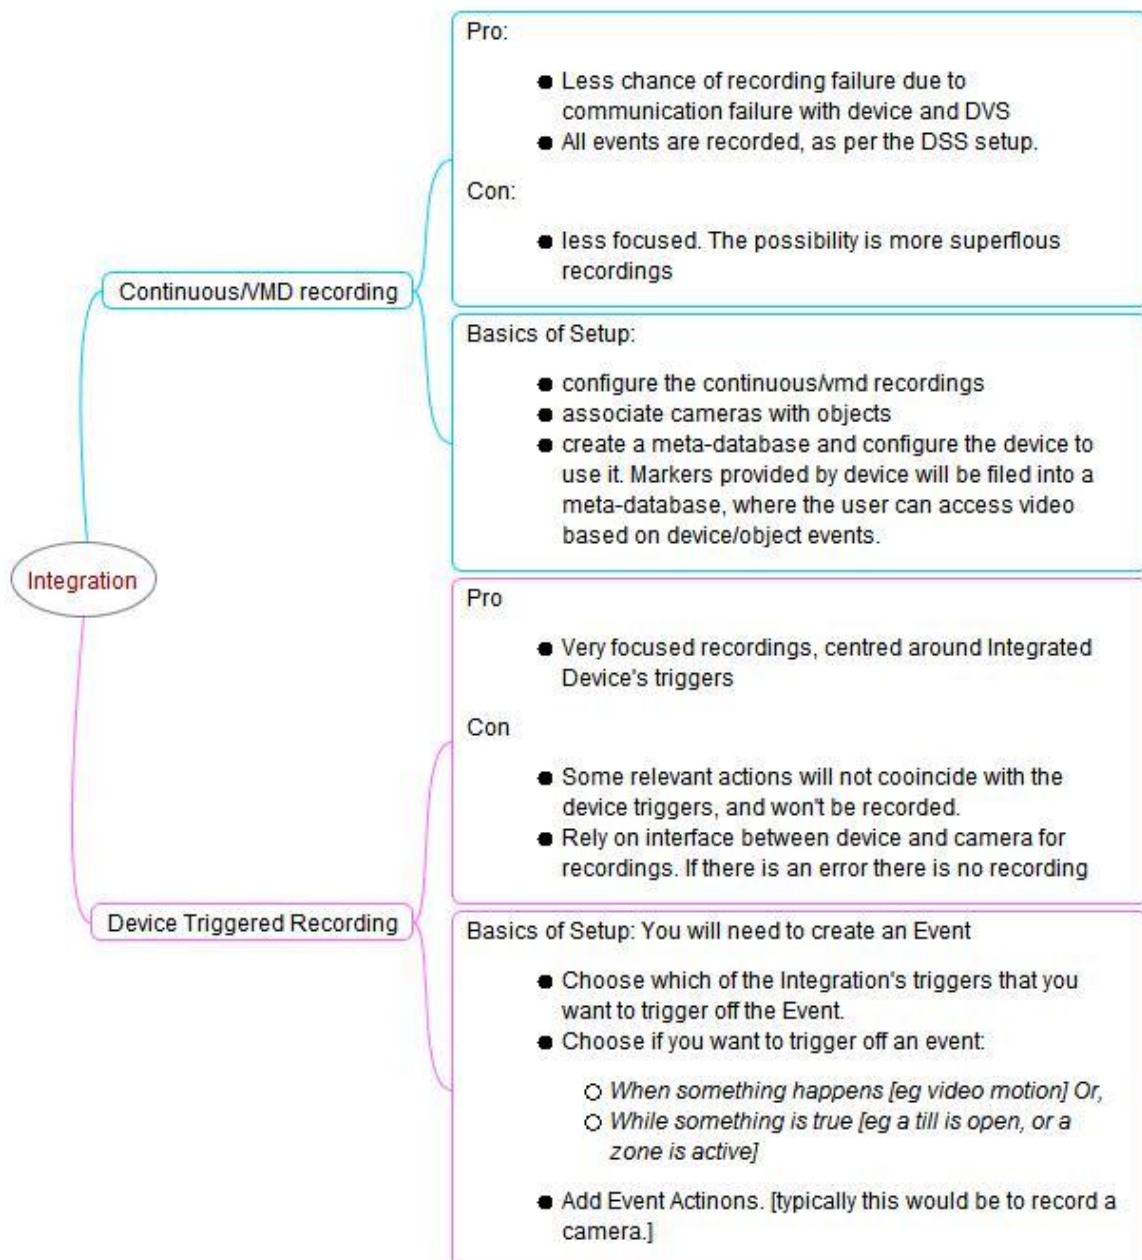 Integration
Continuous/VMD recording
Pro:
● Less chance of recording failure due to
communication failure with device and DVS
● All events are recorded, as per the DSS setup.
Con:
● less focused. The possibility is more superflous
recordings
Basics of Setup:
● configure the continuous/vmd recordings
● associate cameras with objects
● create a meta-database and configure the device to
use it. Markers provided by device will be filed into a
meta-database, where the user can access video
based on device/object events.
Device Triggered Recording
Pro
● Very focused recordings, centred around Integrated
Device's triggers
Con
● Some relevant actions will not cooincide with the
device triggers, and won't be recorded.
● Rely on interface between device and camera for
recordings. If there is an error there is no recording
Basics of Setup: You will need to create an Event
● Choose which of the Integration's triggers that you
want to trigger off the Event.
● Choose if you want to trigger off an event:
○ When something happens [eg video motion] Or,
○ While something is true [eg a till is open, or a
zone is active]
● Add Event Actinons. [typically this would be to record a
camera.]